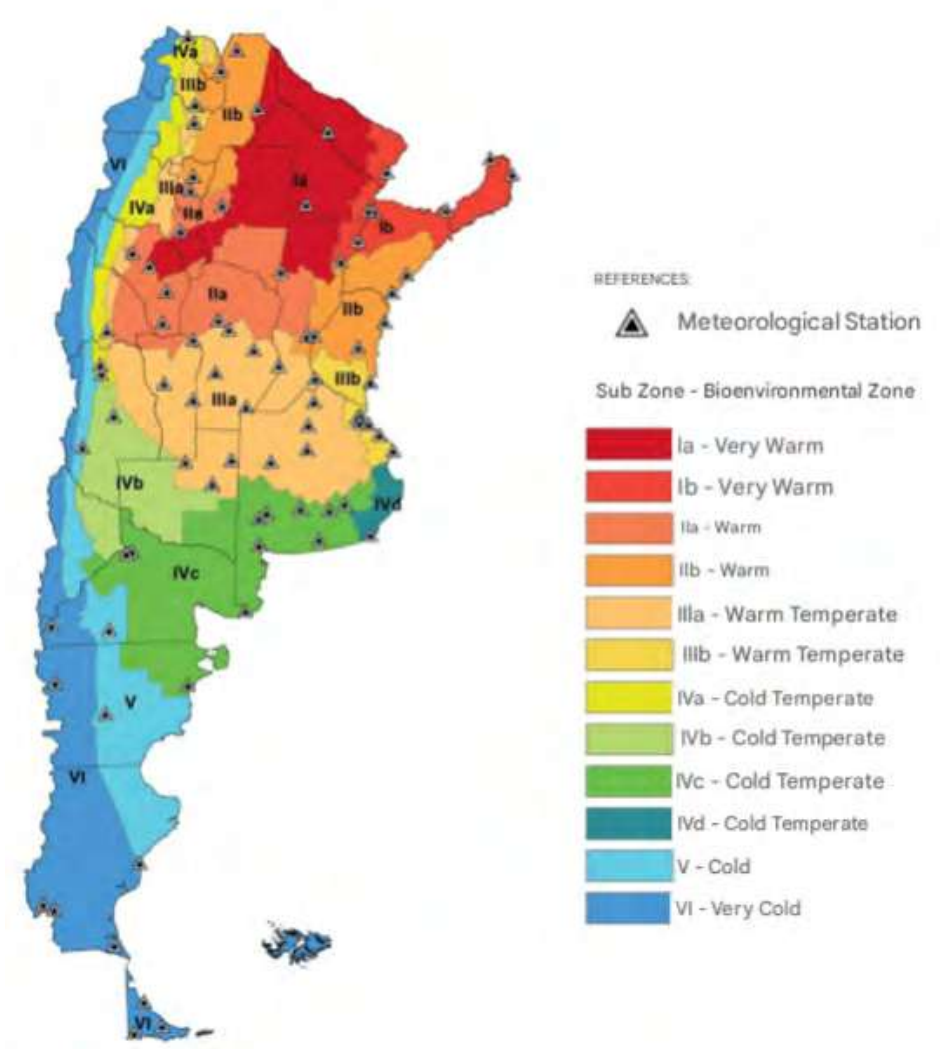 IVa
IIIb
IIb
Ia
VI
IIIa
IVa
IIa
Ib
IIa
IIb
IIIb
IIIa
IVb
IVd
IVc
V
VI
VI
REFERENCES:
Meteorological Station
Sub Zone - Bioenvironmental Zone
Ia - Very Warm
Ib - Very Warm
IIa - Warm
IIb - Warm
IIIa - Warm Temperate
IIIb - Warm Temperate
IVa - Cold Temperate
IVb - Cold Temperate
IVc - Cold Temperate
IVd - Cold Temperate
V - Cold
VI - Very Cold